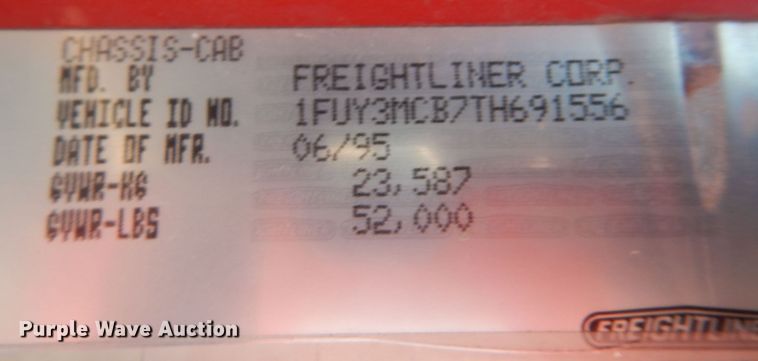 CHASSIS-CAB
MFD. BY FREIGHTLINER CORP.
VEHICLE ID NO. 1FUY3MCB7TH691556
DATE OF MFR. 06/95
GVWR-KG 23,587
GVWR-LBS 52,000
Purple Wave Auction